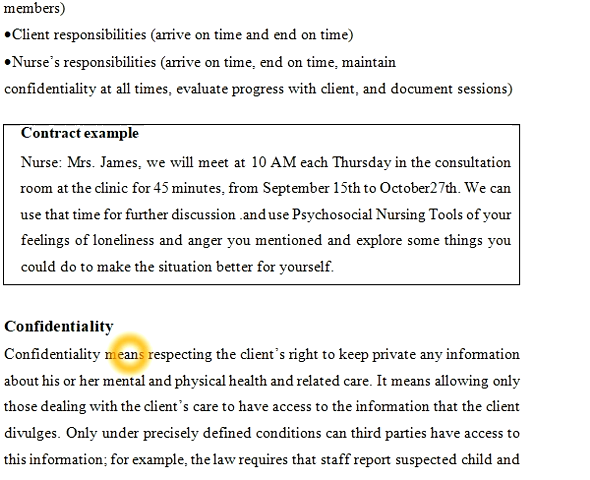 members)
●Client responsibilities (arrive on time and end on time)
●Nurse's responsibilities (arrive on time, end on time, maintain
confidentiality at all times, evaluate progress with client, and document sessions)
Contract example
Nurse: Mrs. James, we will meet at 10 AM each Thursday in the consultation
room at the clinic for 45 minutes, from September 15th to October27th. We can
use that time for further discussion .and use Psychosocial Nursing Tools of your
feelings of loneliness and anger you mentioned and explore some things you
could do to make the situation better for yourself.
Confidentiality
Confidentiality means respecting the client's right to keep private any information
about his or her mental and physical health and related care. It means allowing only
those dealing with the client's care to have access to the information that the client
divulges. Only under precisely defined conditions can third parties have access to
this information; for example, the law requires that staff report suspected child and